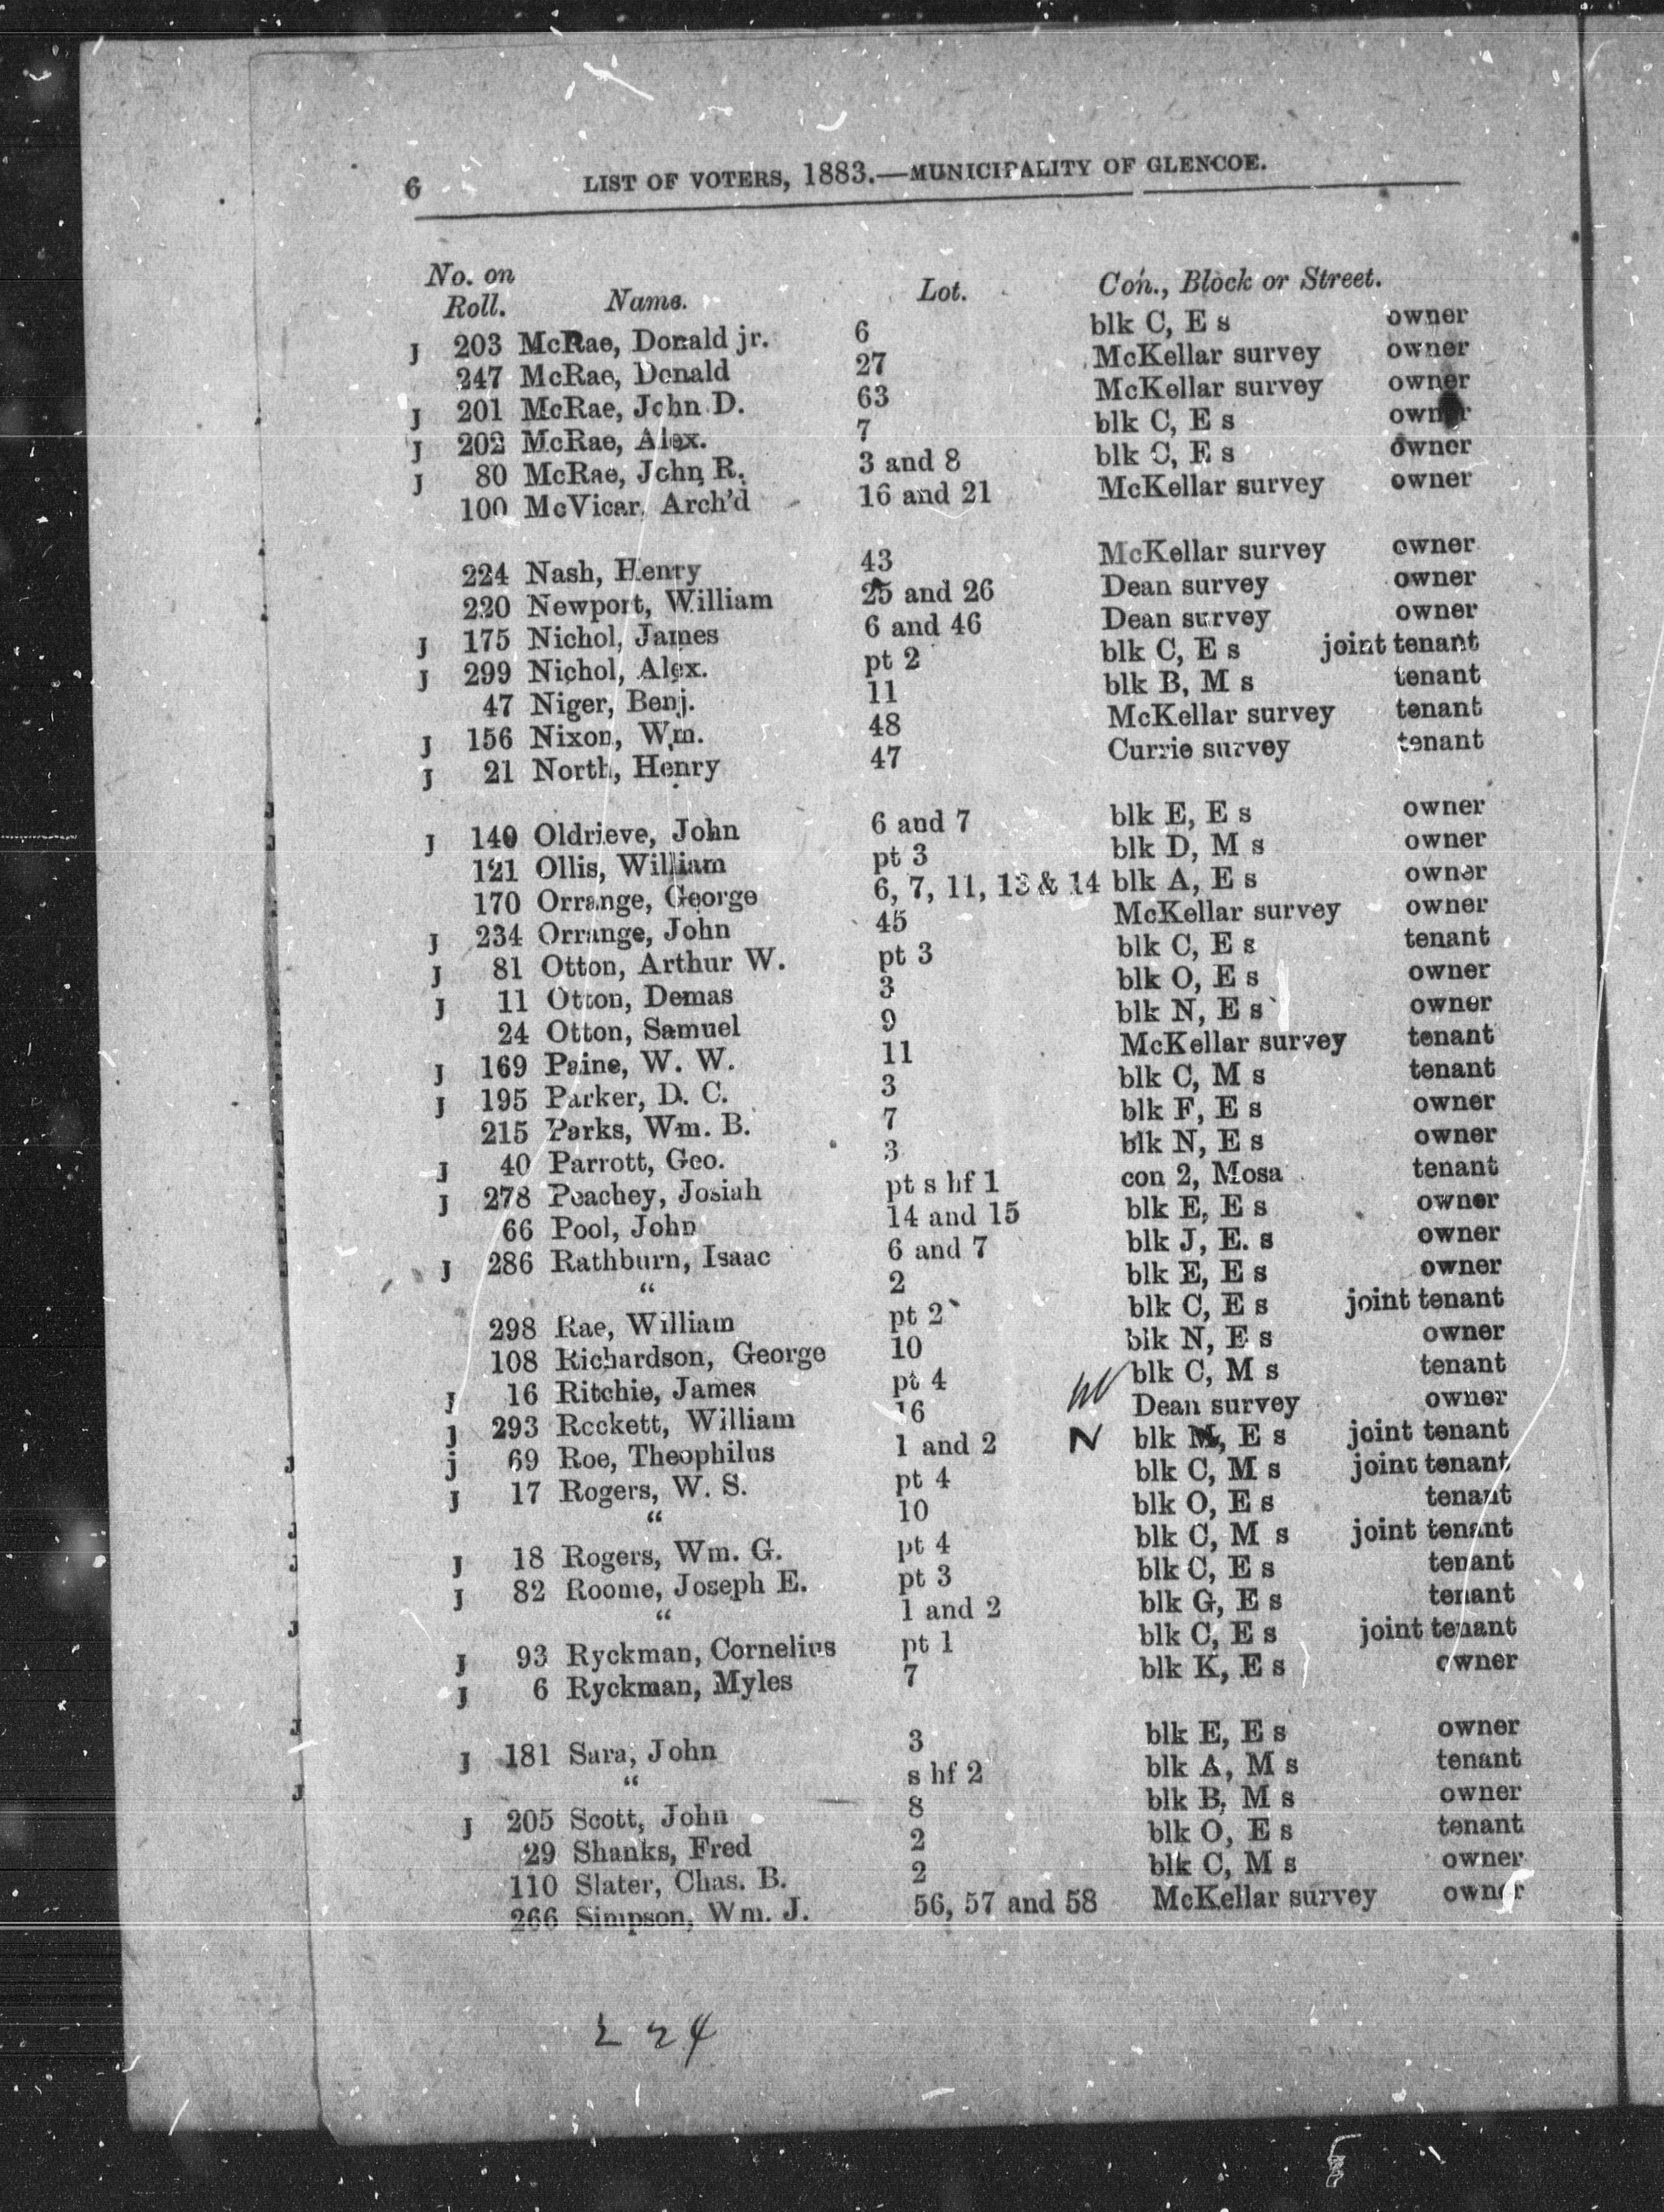 6 LIST OF VOTERS, 1883.—MUNICIPALITY OF GLENCOE.
No. on
Roll. Name. Lot. Con., Block or Street.
J 203 McRae, Donald jr. 6 blk C, E s owner
247 McRae, Donald 27 McKellar survey owner
J 201 McRae, John D. 63 McKellar survey owner
J 202 McRae, Alex. 7 blk C, E s owner
J 80 McRae, John R. 3 and 8 blk C, E s owner
100 McVicar, Arch'd 16 and 21 McKellar survey owner
224 Nash, Henry 43 McKellar survey owner
220 Newport, William 25 and 26 Dean survey owner
J 175 Nichol, James 6 and 46 Dean survey owner
J 299 Nichol, Alex. pt 2 blk C, E s joint tenant
47 Niger, Benj. 11 blk B, M s tenant
J 156 Nixon, Wm. 48 McKellar survey tenant
J 21 North, Henry 47 Currie survey tenant
J 140 Oldrieve, John 6 and 7 blk E, E s owner
121 Ollis, William pt 3 blk D, M s owner
170 Orrange, George 6, 7, 11, 13 & 14 blk A, E s owner
J 234 Orrange, John 45 McKellar survey owner
J 81 Otton, Arthur W. pt 3 blk C, E s tenant
J 11 Otton, Demas 3 blk O, E s owner
24 Otton, Samuel 9 blk N, E s owner
J 169 Paine, W. W. 11 McKellar survey tenant
J 195 Parker, D. C. 3 blk C, M s tenant
215 Parks, Wm. B. 7 blk F, E s owner
J 40 Parrott, Geo. 3 blk N, E s owner
J 278 Peachey, Josiah pt s hf 1 con 2, Mosa tenant
66 Pool, John 14 and 15 blk E, E s owner
J 286 Rathburn, Isaac 6 and 7 blk J, E. s owner
“ 2 blk E, E s owner
298 Rae, William pt 2 blk C, E s joint tenant
108 Richardson, George 10 blk N, E s owner
J 16 Ritchie, James pt 4 blk C, M s tenant
J 293 Rockett, William 16 Dean survey owner
j 69 Roe, Theophilus 1 and 2 N blk M, E s joint tenant
J 17 Rogers, W. S. pt 4 blk C, M s joint tenant
“ 10 blk O, E s tenant
J 18 Rogers, Wm. G. pt 4 blk C, M s joint tenant
J 82 Roome, Joseph E. pt 3 blk C, E s tenant
“ 1 and 2 blk G, E s tenant
J 93 Ryckman, Cornelius pt 1 blk C, E s joint tenant
J 6 Ryckman, Myles 7 blk K, E s owner
J 181 Sara, John 3 blk E, E s owner
“ s hf 2 blk A, M s tenant
J 205 Scott, John 8 blk B, M s owner
29 Shanks, Fred 2 blk O, E s tenant
110 Slater, Chas. B. 2 blk C, M s owner
266 Simpson, Wm. J. 56, 57 and 58 McKellar survey owner
224